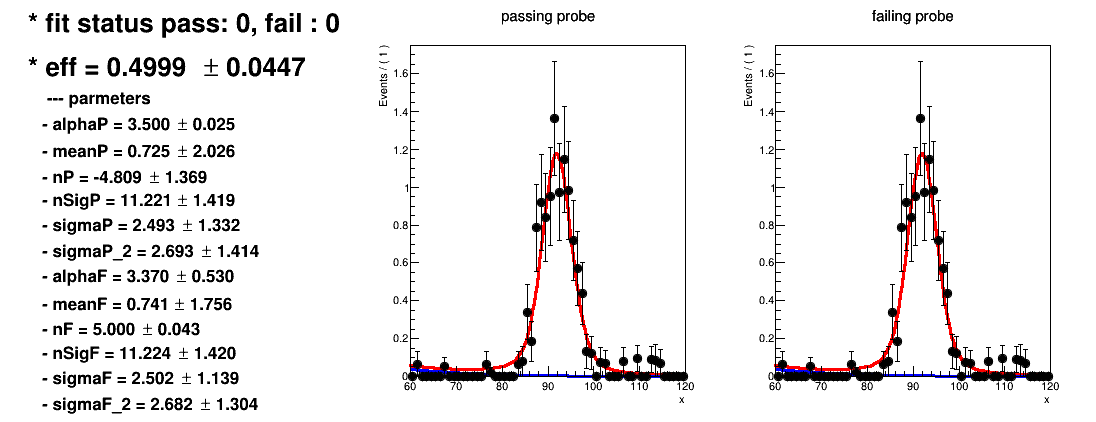 * fit status pass: 0, fail : 0
* eff = 0.4999 ± 0.0447
--- parmeters
- alphaP = 3.500 ± 0.025
- meanP = 0.725 ± 2.026
- nP = -4.809 ± 1.369
- nSigP = 11.221 ± 1.419
- sigmaP = 2.493 ± 1.332
- sigmaP_2 = 2.693 ± 1.414
- alphaF = 3.370 ± 0.530
- meanF = 0.741 ± 1.756
- nF = 5.000 ± 0.043
- nSigF = 11.224 ± 1.420
- sigmaF = 2.502 ± 1.139
- sigmaF_2 = 2.682 ± 1.304
passing probe
Events / ( 1 )
1.6
1.4
1.2
1
0.8
0.6
0.4
0.2
0
60 70 80 90 100 110 120
x
failing probe
Events / ( 1 )
1.6
1.4
1.2
1
0.8
0.6
0.4
0.2
0
60 70 80 90 100 110 120
x